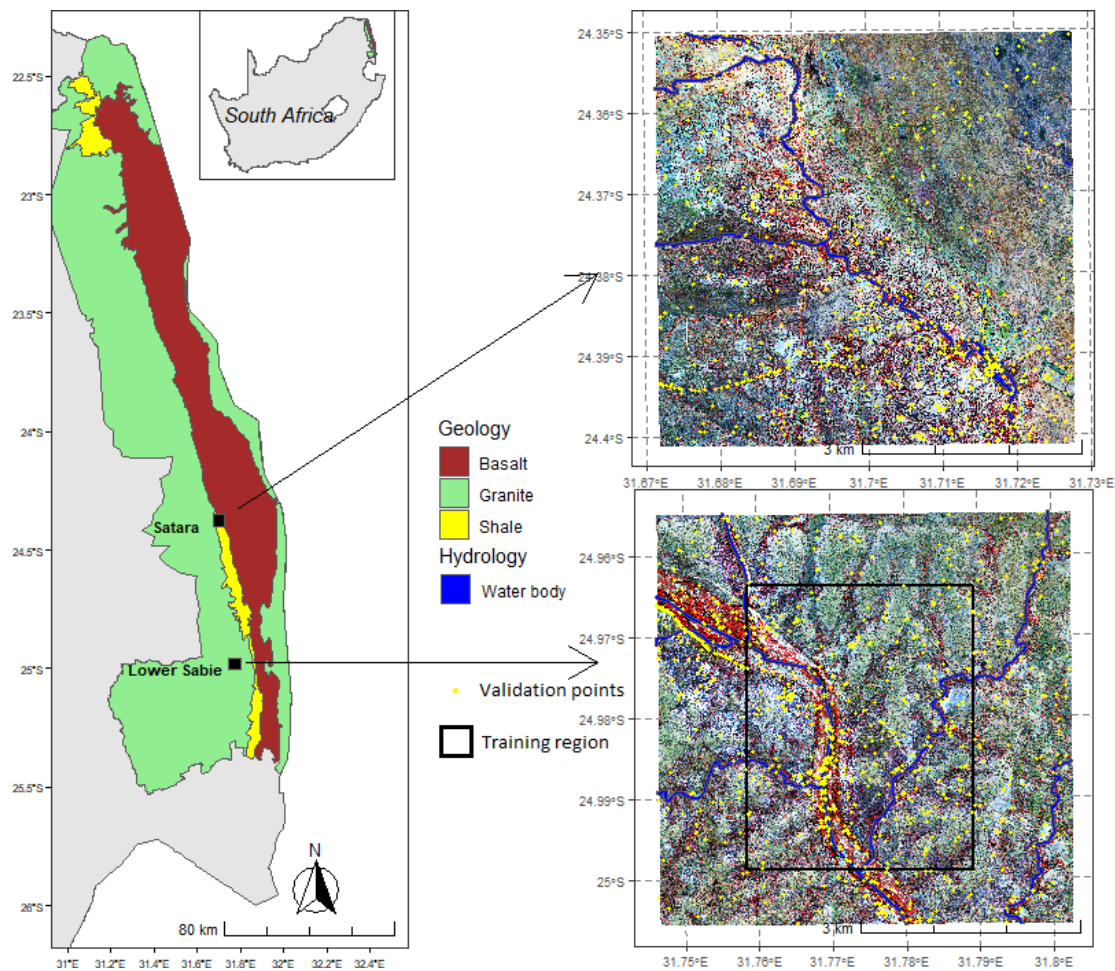 22.5°S
23°S
23.5°S
24°S
24.5°S
25°S
25.5°S
26°S
31°E 31.2°E 31.4°E 31.6°E 31.8°E 32°E 32.2°E 32.4°E
South Africa
Satara
Lower Sabie
N
80 km
Geology
Basalt
Granite
Shale
Hydrology
Water body
Validation points
Training region
24.35°S
24.36°S
24.37°S
24.38°S
24.39°S
24.4°S
3 km
31.67°E 31.68°E 31.69°E 31.7°E 31.71°E 31.72°E 31.73°E
24.96°S
24.97°S
24.98°S
24.99°S
25°S
3 km
31.75°E 31.76°E 31.77°E 31.78°E 31.79°E 31.8°E